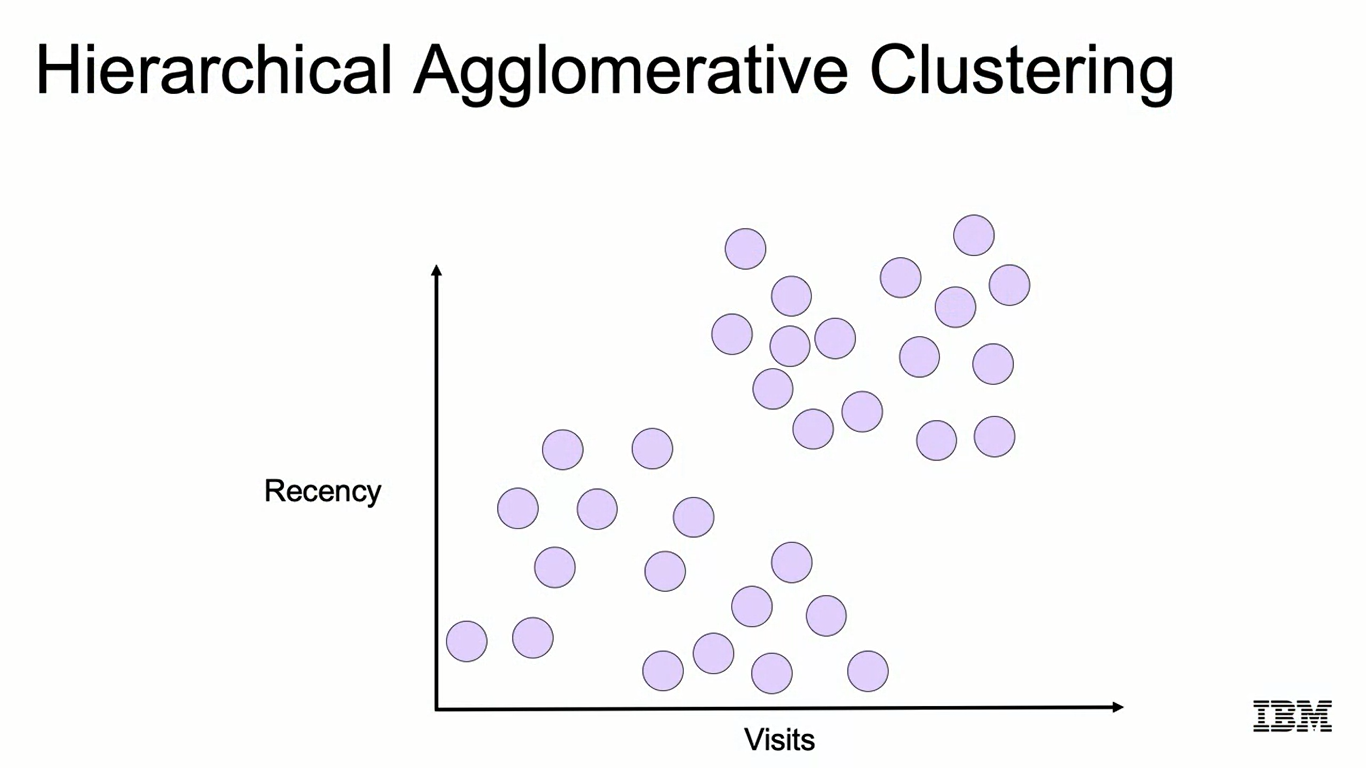 Hierarchical Agglomerative Clustering
Recency
Visits
IBM